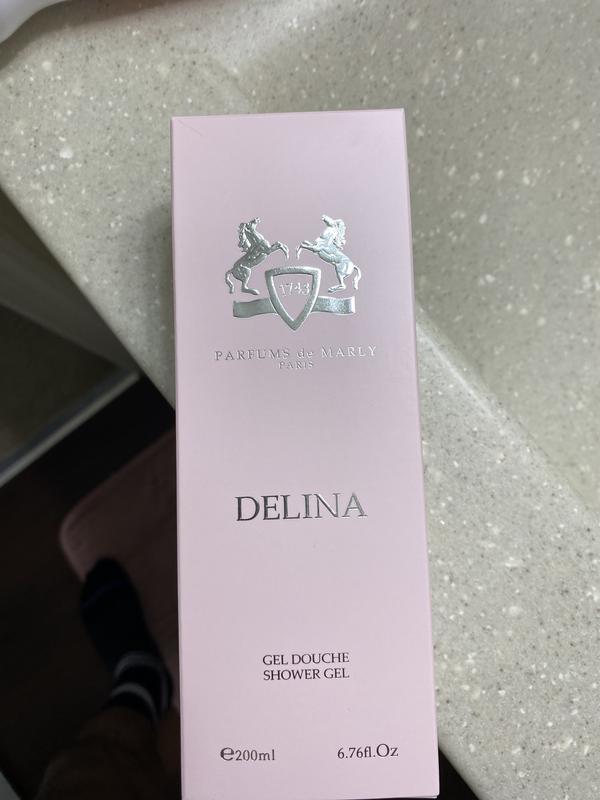 1743
PARFUMS de MARLY
PARIS
DELINA
GEL DOUCHE
SHOWER GEL
℮200ml 6.76fl.Oz